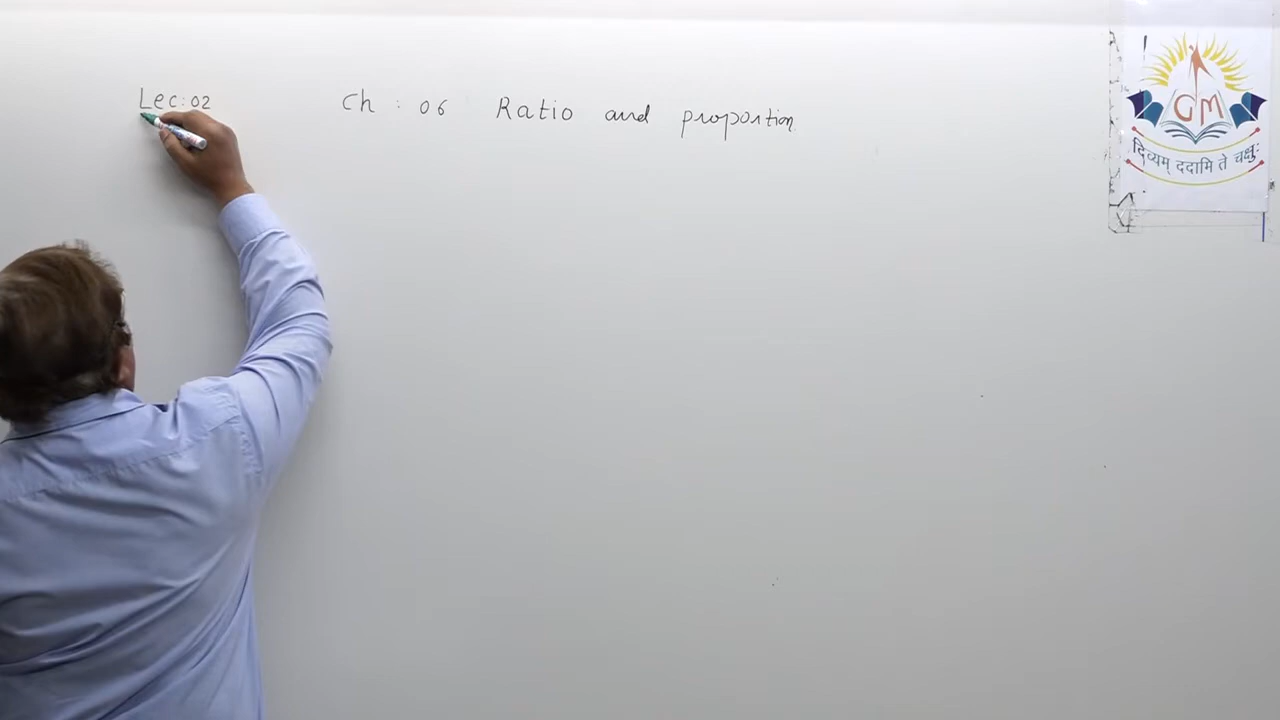 Lec:02 Ch : 06 Ratio and proportion
GM
दिव्यम् ददामि ते चक्षुः